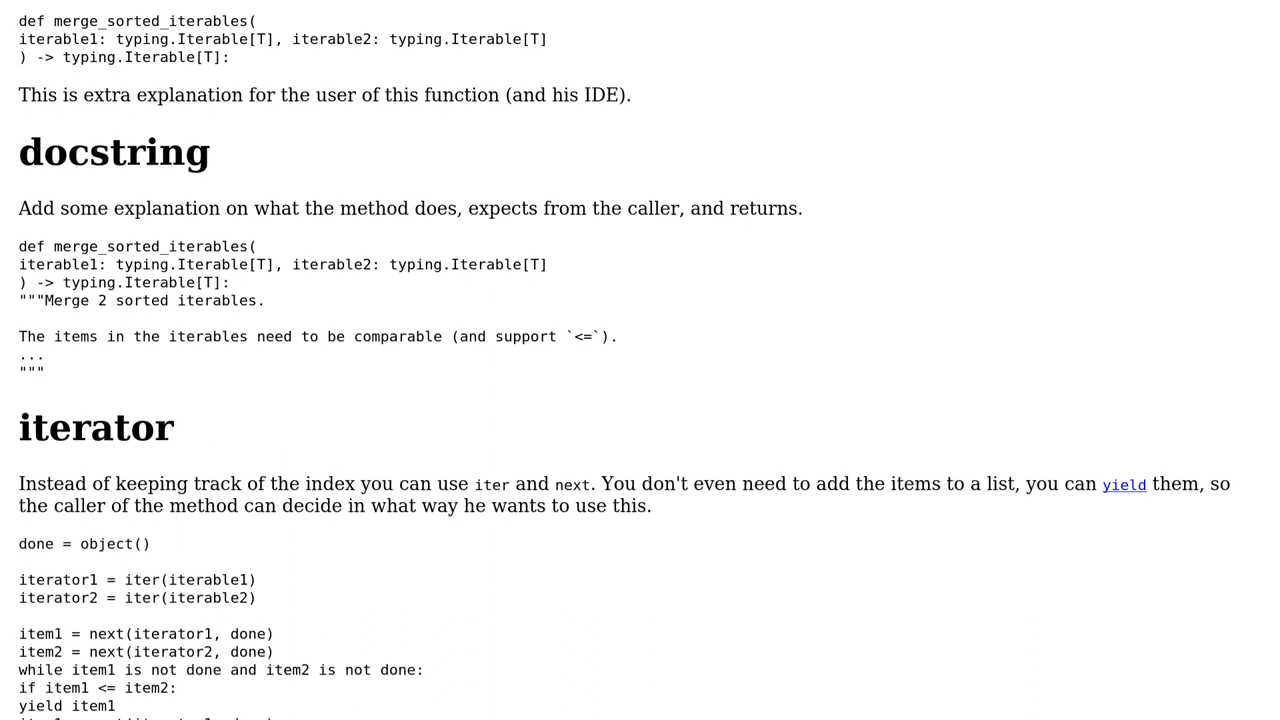 def merge_sorted_iterables(
iterable1: typing.Iterable[T], iterable2: typing.Iterable[T]
) -> typing.Iterable[T]:
This is extra explanation for the user of this function (and his IDE).
docstring
Add some explanation on what the method does, expects from the caller, and returns.
def merge_sorted_iterables(
iterable1: typing.Iterable[T], iterable2: typing.Iterable[T]
) -> typing.Iterable[T]:
"""Merge 2 sorted iterables.
The items in the iterables need to be comparable (and support `<=`).
...
"""
iterator
Instead of keeping track of the index you can use iter and next. You don't even need to add the items to a list, you can yield them, so
the caller of the method can decide in what way he wants to use this.
done = object()
iterator1 = iter(iterable1)
iterator2 = iter(iterable2)
item1 = next(iterator1, done)
item2 = next(iterator2, done)
while item1 is not done and item2 is not done:
if item1 <= item2:
yield item1